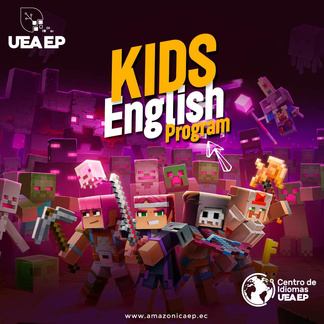 UEA EP
KIDS
English
Program
Centro de
Idiomas
UEA EP
www.amazonicaep.ec